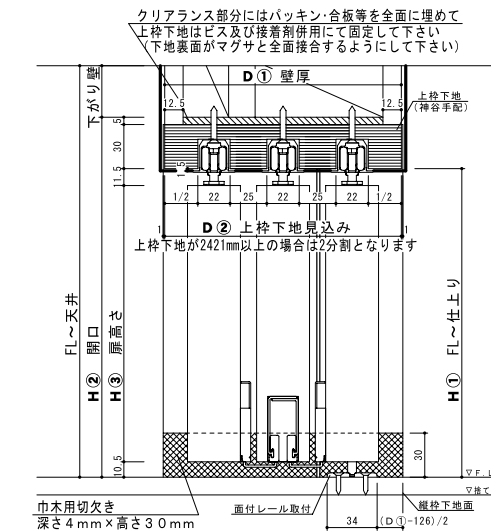 クリアランス部分にはパッキン・合板等を全面に埋めて
上枠下地はビス及び接着剤併用にて固定して下さい
(下地裏面がマグサと全面接合するようにして下さい)
D① 壁厚
12.5
12.5
上枠下地
(神谷手配)
下がり壁
5
30
15
1.5
1/2
22
25
22
25
22
1/2
1
D② 上枠下地見込み
1
上枠下地が2421mm以上の場合は2分割となります
FL~天井
H② 開口
H③ 扉高さ
H① FL~仕上り
10.5
30
▽F.L
▽捨て
巾木用切欠き
深さ4mm×高さ30mm
面付レール取付
34
(D①-126)/2
縦枠下地面